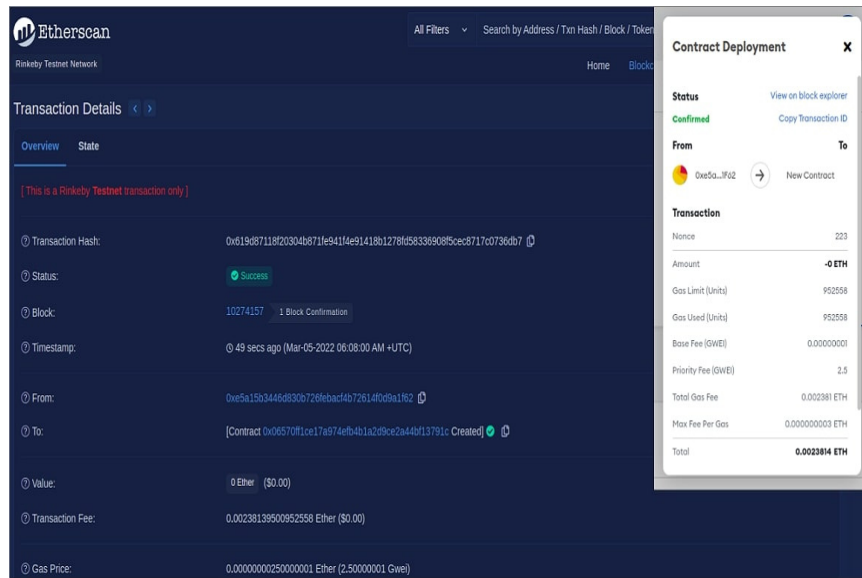 Etherscan
All Filters Search by Address / Txn Hash / Block / Token
Rinkeby Testnet Network
Home Blockc
Transaction Details
Overview State
[ This is a Rinkeby Testnet transaction only ]
Transaction Hash: 0x619d87118f20304b871fe941f4e91418b1278fd58336908f5cec8717c0736db7
Status: Success
Block: 10274157 1 Block Confirmation
Timestamp: 49 secs ago (Mar-05-2022 06:08:00 AM +UTC)
From: 0xe5a15b3446d830b726febacf4b72614f0d9a1f62
To: [Contract 0x06570ff1ce17a974efb4b1a2d9ce2a44bf13791c Created]
Value: 0 Ether ($0.00)
Transaction Fee: 0.00238139500952558 Ether ($0.00)
Gas Price: 0.00000000250000001 Ether (2.50000001 Gwei)
Contract Deployment
Status View on block explorer
Confirmed Copy Transaction ID
From To
0xe5a...1F62 New Contract
Transaction
Nonce 223
Amount -0 ETH
Gas Limit (Units) 952558
Gas Used (Units) 952558
Base Fee (GWEI) 0.00000001
Priority Fee (GWEI) 2.5
Total Gas Fee 0.002381 ETH
Max Fee Per Gas 0.000000003 ETH
Total 0.0023814 ETH